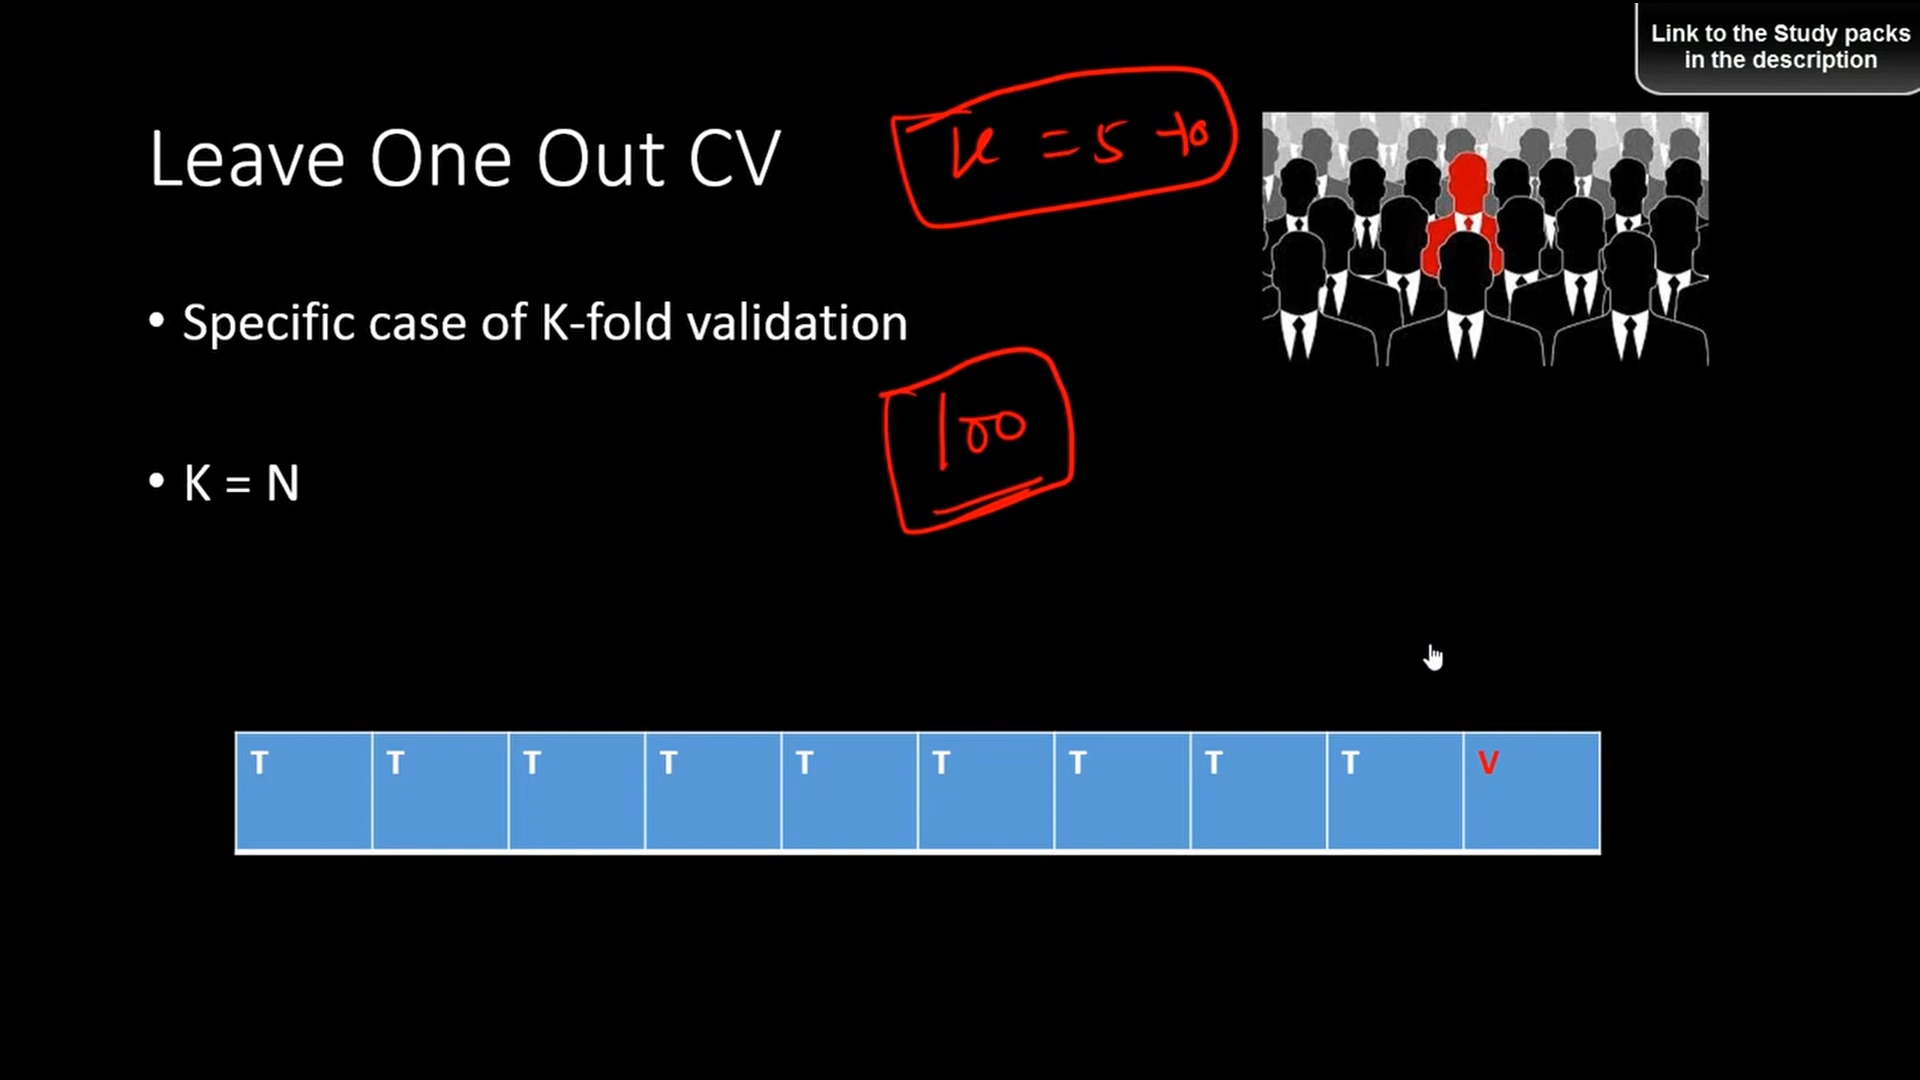 Link to the Study packs
in the description
Leave One Out CV
K = 5 to
• Specific case of K-fold validation
100
• K = N
T T T T T T T T T V